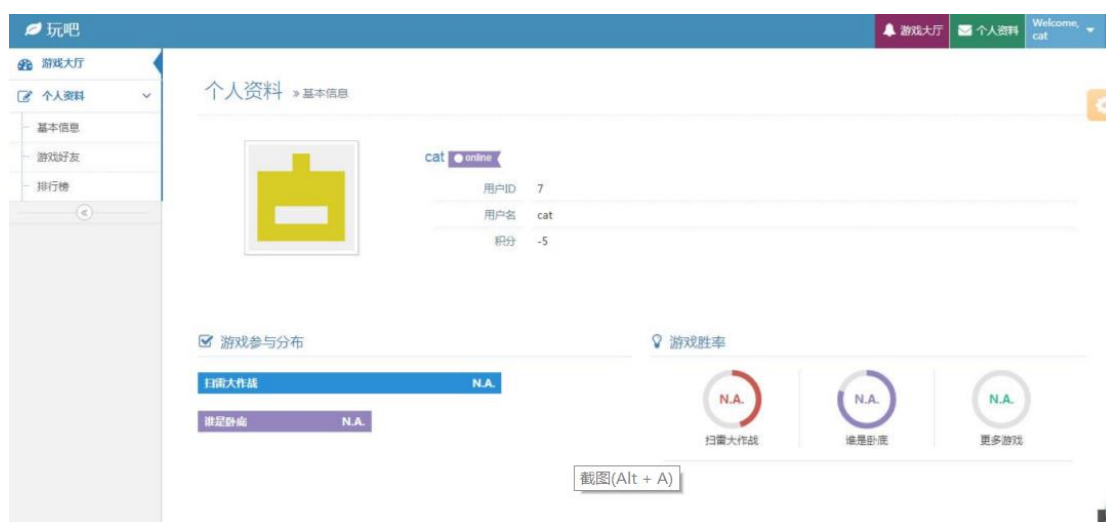 玩吧
游戏大厅
个人资料
Welcome,
cat
游戏大厅
个人资料
基本信息
游戏好友
排行榜
个人资料 » 基本信息
cat online
用户ID 7
用户名 cat
积分 -5
游戏参与分布
扫雷大作战 N.A.
谁是卧底 N.A.
游戏胜率
N.A. N.A. N.A.
扫雷大作战 谁是卧底 更多游戏
截图(Alt + A)